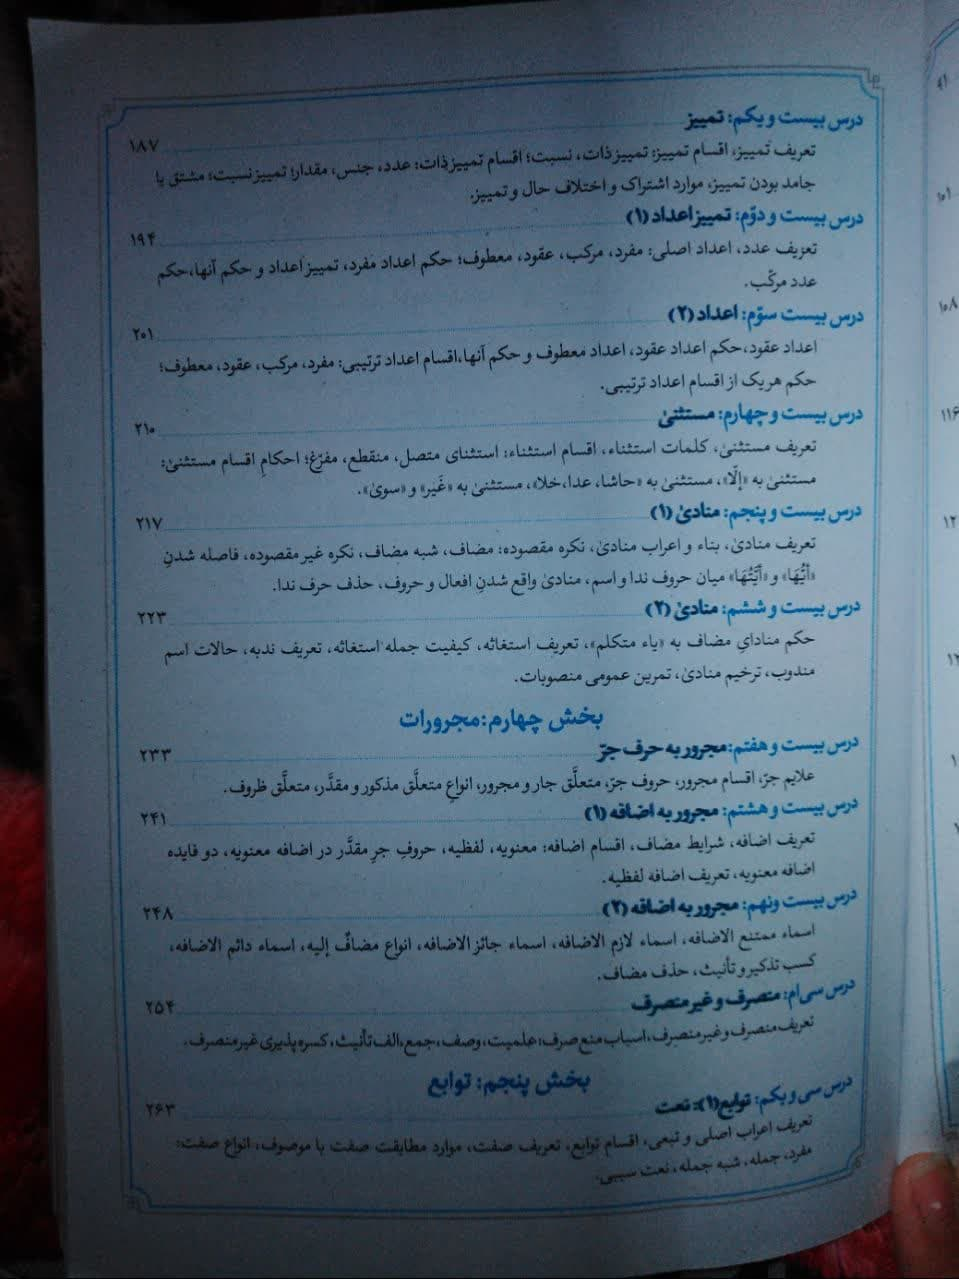 درس بیست و یکم: تمییز ۱۸۷
تعریف تمییز، اقسام تمییز: تمییز ذات، نسبت؛ اقسام تمییز ذات: عدد، جنس، مقدار؛ تمییز نسبت؛ مشتق یا
جامد بودن تمییز، موارد اشتراک و اختلاف حال و تمییز.
درس بیست و دوّم: تمییز اعداد (۱) ۱۹۴
تعریف عدد، اعداد اصلی: مفرد، مرکب، عقود، معطوف؛ حکم اعداد مفرد، تمییز اعداد و حکم آنها،حکم
عدد مرکّب.
درس بیست سوّم: اعداد (۲) ۲۰۱
اعداد عقود،حکم اعداد عقود، اعداد معطوف و حکم آنها،اقسام اعداد ترتیبی: مفرد، مرکب، عقود، معطوف؛
حکم هریک از اقسام اعداد ترتیبی.
درس بیست و چهارم: مستثنیٰ ۲۱۰
تعریف مستثنیٰ، کلمات استثناء، اقسام استثناء: استثنای متصل، منقطع، مفرّغ؛ احکامِ اقسام مستثنیٰ:
مستثنیٰ به «إلّا»، مستثنیٰ به «حاشا، عدا،خلا»، مستثنیٰ به «غَیر» و «سویٰ».
درس بیست و پنجم: منادیٰ (۱) ۲۱۷
تعریف منادیٰ، بناء و اعراب منادیٰ، نکره مقصوده: مضاف، شبه مضاف، نکره غیر مقصوده، فاصله شدنِ
«أیُّهَا» و «أیَّتُهَا» میان حروف ندا و اسم، منادیٰ واقع شدنِ افعال و حروف، حذف حرف ندا.
درس بیست و ششم: منادیٰ (۲) ۲۲۳
حکم منادایِ مضاف به «یاء متکلم»، تعریف استغاثه، کیفیت جمله استغاثه، تعریف ندبه، حالات اسم
مندوب، ترخیم منادیٰ، تمرین عمومی منصوبات.
بخش چهارم:مجرورات
درس بیست و هفتم: مجرور به حرف جرّ ۲۳۳
علایم جرّ، اقسام مجرور، حروف جرّ، متعلَّق جار و مجرور، انواعِ متعلَّق مذکور و مقدَّر، متعلَّق ظروف.
درس بیست و هشتم: مجرور به اضافه (۱) ۲۴۱
تعریف اضافه، شرایط مضاف، اقسام اضافه: معنویه، لفظیه، حروفِ جرِ مقدَّر در اضافه معنویه، دو فایده
اضافه معنویه، تعریف اضافه لفظیه.
درس بیست ونهم: مجرور به اضافه (۲) ۲۴۸
اسماء ممتنع الاضافه، اسماء لازم الاضافه، اسماء جائز الاضافه، انواع مضافٌ إلیه، اسماء دائم الاضافه،
کسب تذکیر و تأنیث، حذف مضاف.
درس سی‌ام: منصرف و غیر منصرف ۲۵۴
تعریف منصرف و غیر منصرف، اسباب منع صرف: علمیت، وصف، جمع، الف تأنیث، کسره پذیری غیر منصرف.
بخش پنجم: توابع
درس سی و یکم: توابع(۱): نعت ۲۶۳
تعریف اعراب اصلی و تبعی، اقسام توابع، تعریف صفت، موارد مطابقت صفت با موصوف، انواع صفت:
مفرد، جمله، شبه جمله، نعت سببی.
۱۰۱
۱۰۸
۱۱۶